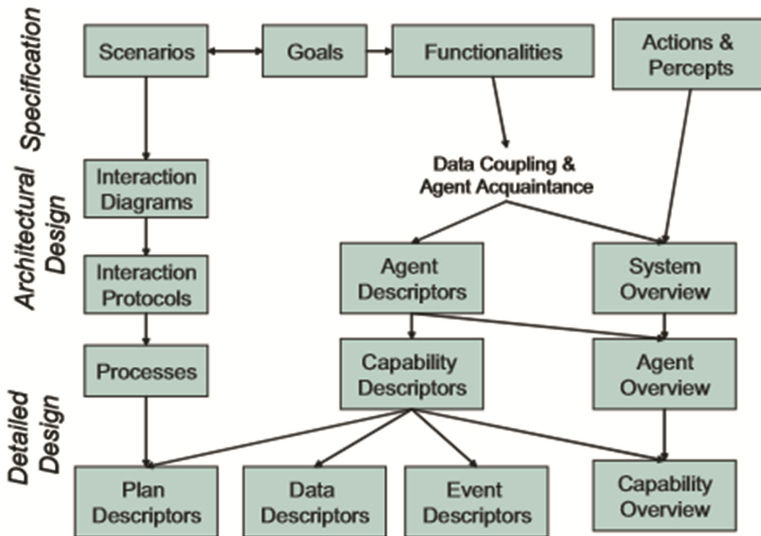 Specification
Scenarios
Goals
Functionalities
Actions &
Percepts
Data Coupling &
Agent Acquaintance
Architectural
Design
Interaction
Diagrams
Interaction
Protocols
Agent
Descriptors
System
Overview
Detailed
Design
Processes
Capability
Descriptors
Agent
Overview
Plan
Descriptors
Data
Descriptors
Event
Descriptors
Capability
Overview